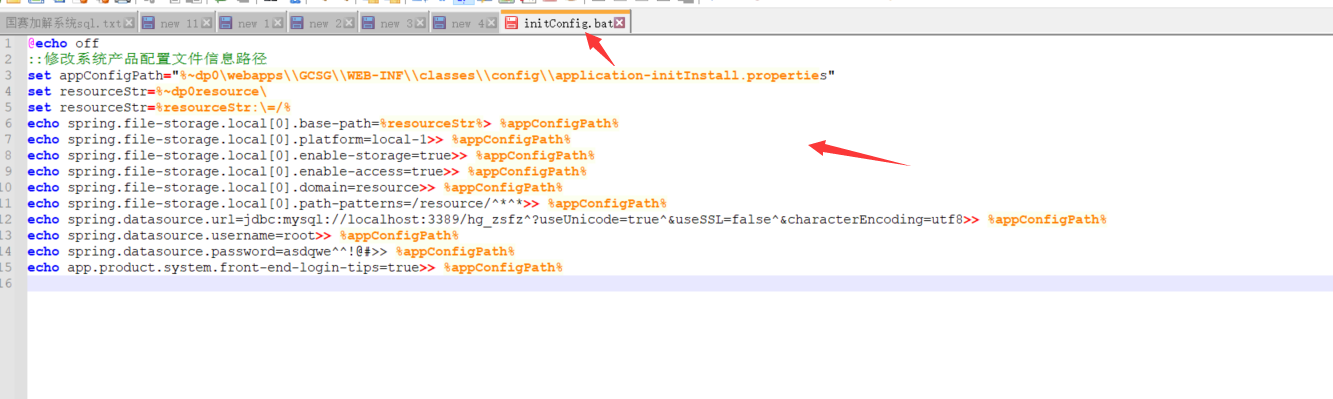 国赛加解系统sql.txt new 11 new 1 new 2 new 3 new 4 initConfig.bat
1 @echo off
2 ::修改系统产品配置文件信息路径
3 set appConfigPath="%~dp0\webapps\\GCSG\\WEB-INF\\classes\\config\\application-initInstall.properties"
4 set resourceStr=%~dp0resource\
5 set resourceStr=%resourceStr:\=/%
6 echo spring.file-storage.local[0].base-path=%resourceStr%> %appConfigPath%
7 echo spring.file-storage.local[0].platform=local-1>> %appConfigPath%
8 echo spring.file-storage.local[0].enable-storage=true>> %appConfigPath%
9 echo spring.file-storage.local[0].enable-access=true>> %appConfigPath%
10 echo spring.file-storage.local[0].domain=resource>> %appConfigPath%
11 echo spring.file-storage.local[0].path-patterns=/resource/^*^*>> %appConfigPath%
12 echo spring.datasource.url=jdbc:mysql://localhost:3389/hg_zsfz^?useUnicode=true^&useSSL=false^&characterEncoding=utf8>> %appConfigPath%
13 echo spring.datasource.username=root>> %appConfigPath%
14 echo spring.datasource.password=asdqwe^^!@#>> %appConfigPath%
15 echo app.product.system.front-end-login-tips=true>> %appConfigPath%
16